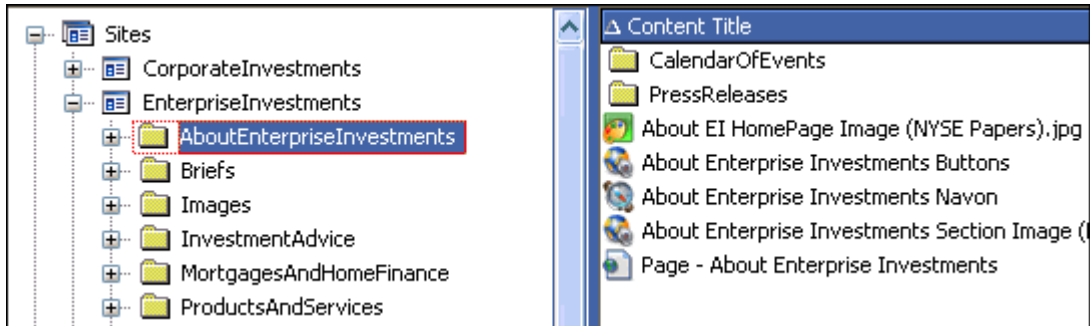 Sites
CorporateInvestments
EnterpriseInvestments
AboutEnterpriseInvestments
Briefs
Images
InvestmentAdvice
MortgagesAndHomeFinance
ProductsAndServices
Content Title
CalendarOfEvents
PressReleases
About EI HomePage Image (NYSE Papers).jpg
About Enterprise Investments Buttons
About Enterprise Investments Navon
About Enterprise Investments Section Image (
Page - About Enterprise Investments